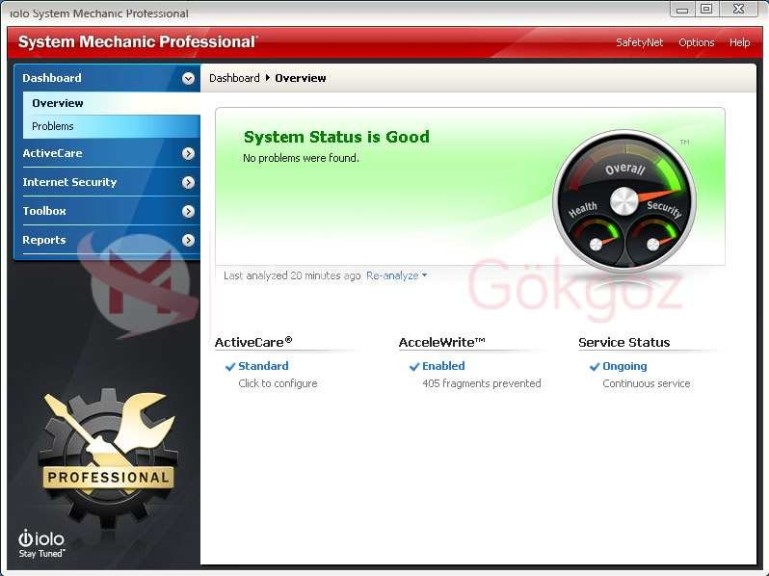 iolo System Mechanic Professional
System Mechanic Professional
SafetyNet Options Help
Dashboard
Overview
Problems
ActiveCare
Internet Security
Toolbox
Reports
Dashboard Overview
System Status is Good
No problems were found.
TM
Overall
Health Security
Last analyzed 20 minutes ago Re-analyze
M
Gökgöz
ActiveCare®
Standard
Click to configure
AcceleWrite™
Enabled
405 fragments prevented
Service Status
Ongoing
Continuous service
PROFESSIONAL
iolo
Stay Tuned™